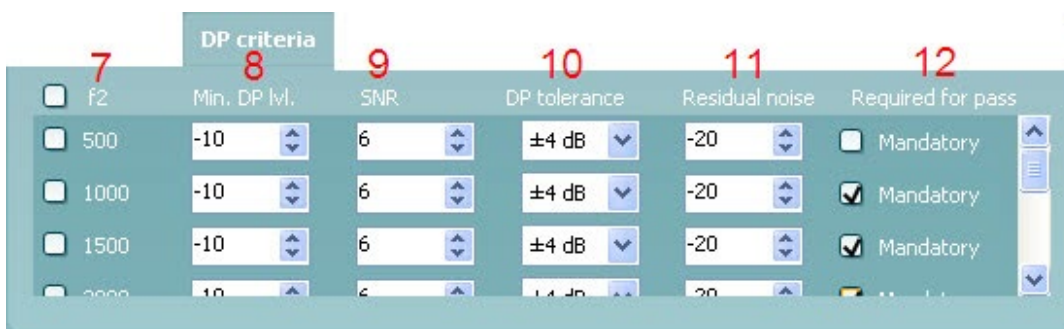 DP criteria
7 8 9 10 11 12
f2 Min. DP lvl. SNR DP tolerance Residual noise Required for pass
500 -10 6 ±4 dB -20 Mandatory
1000 -10 6 ±4 dB -20 Mandatory
1500 -10 6 ±4 dB -20 Mandatory